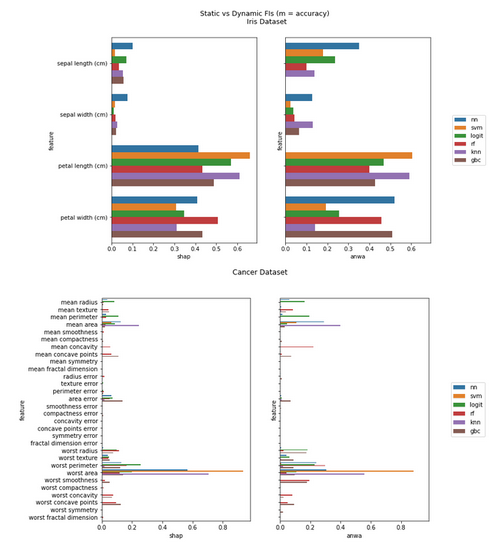 Static vs Dynamic FIs (m = accuracy)
Iris Dataset
sepal length (cm)
sepal width (cm)
petal length (cm)
petal width (cm)
feature
0.0 0.1 0.2 0.3 0.4 0.5 0.6
shap
feature
0.0 0.1 0.2 0.3 0.4 0.5 0.6
anwa
nn
svm
logit
rf
knn
gbc
Cancer Dataset
mean radius
mean texture
mean perimeter
mean area
mean smoothness
mean compactness
mean concavity
mean concave points
mean symmetry
mean fractal dimension
radius error
texture error
perimeter error
area error
smoothness error
compactness error
concavity error
concave points error
symmetry error
fractal dimension error
worst radius
worst texture
worst perimeter
worst area
worst smoothness
worst compactness
worst concavity
worst concave points
worst symmetry
worst fractal dimension
feature
0.0 0.2 0.4 0.6 0.8
shap
feature
0.0 0.2 0.4 0.6 0.8
anwa
nn
svm
logit
rf
knn
gbc